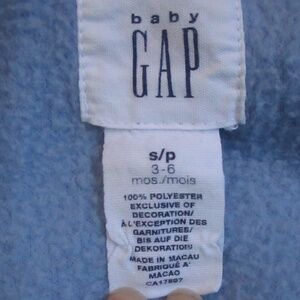 baby
GAP
s/p
3-6
mos./mois
100% POLYESTER
EXCLUSIVE OF
DECORATION/
À L'EXCEPTION DES
GARNITURES/
BIS AUF DIE
DEKORATION
MADE IN MACAU
FABRIQUÉ A'
MACAO
CA17897